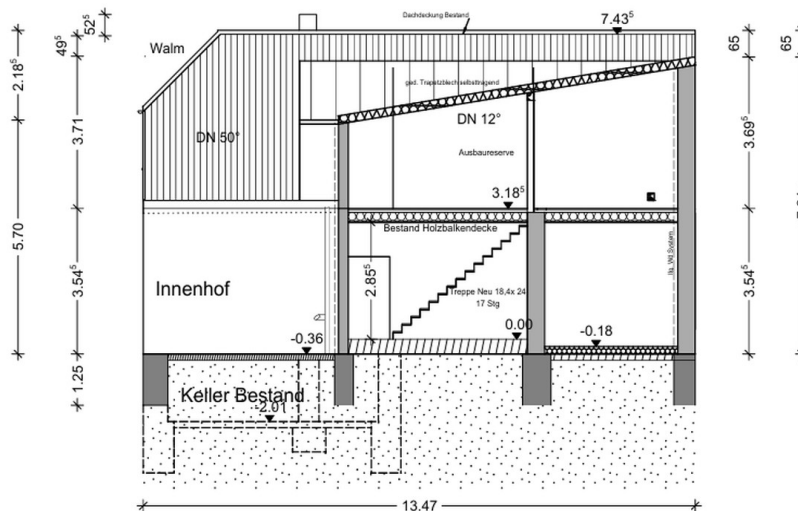 Dachdeckung Bestand
7.43⁵
52⁵
49⁵
Walm
65
65
2.18⁵
ged. Trapatzblech selbsttragend
DN 12°
3.71
DN 50°
Ausbaureserve
3.69⁵
3.18⁵
Bestand Holzbalkendecke
5.70
3.54⁵
Innenhof
2.85⁵
Treppe Neu 18,4x 24
17 Stg
3.54⁵
0.00
-0.18
-0.36
1.25
Keller Bestand
-2.01
13.47